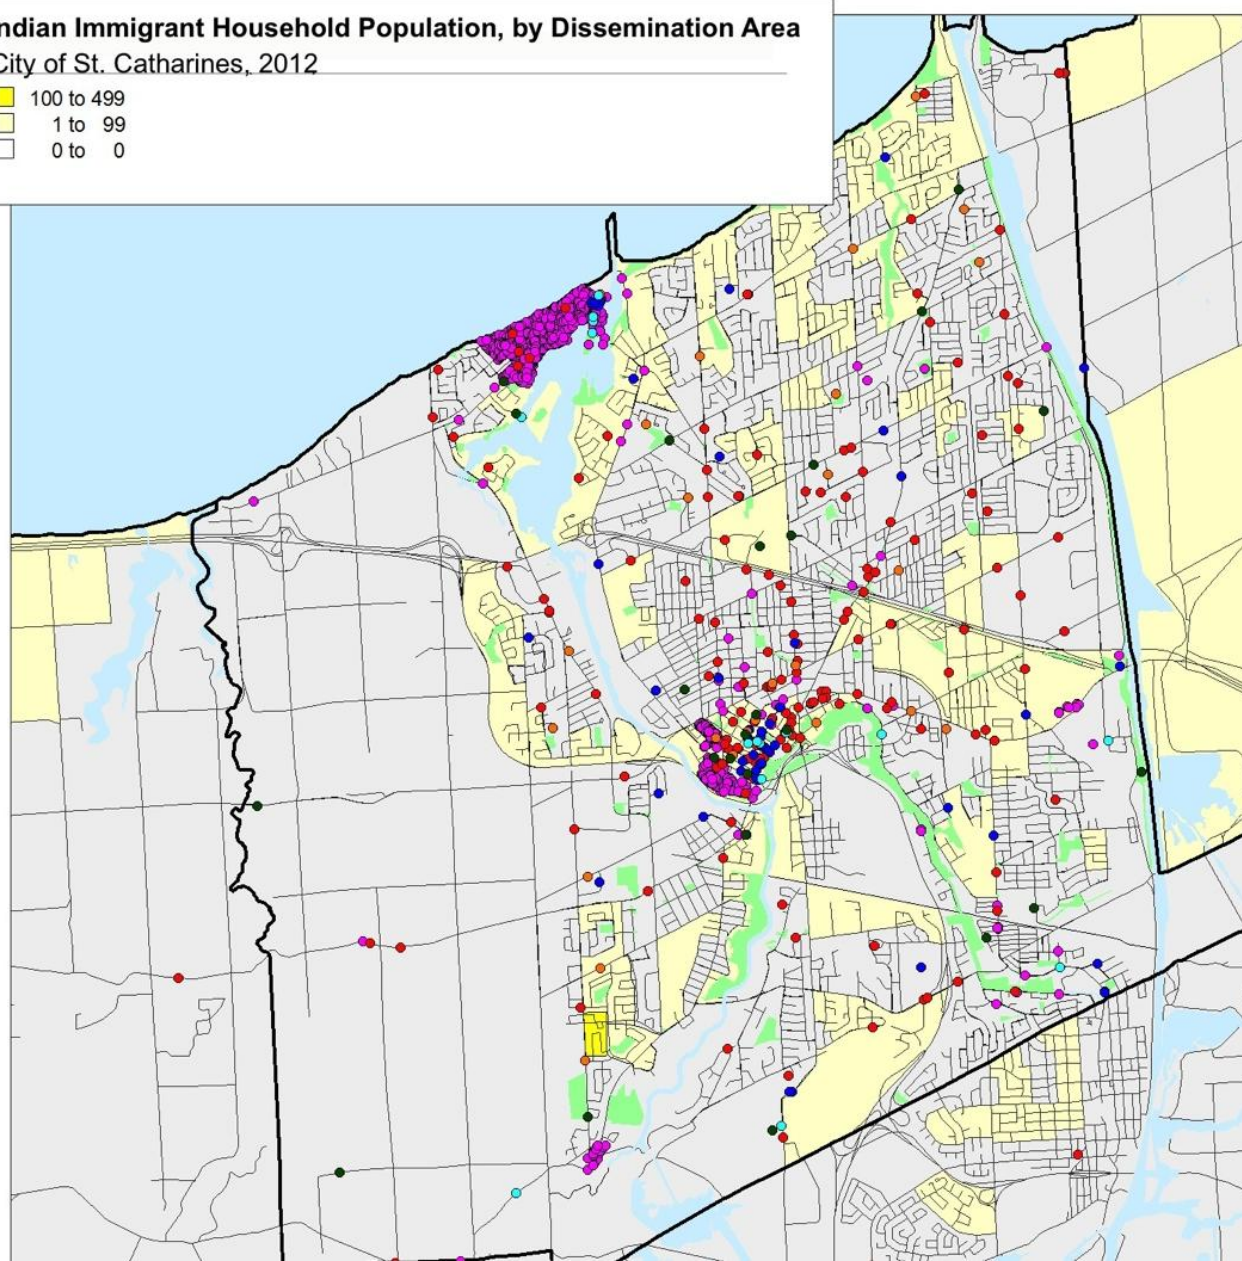 ndian Immigrant Household Population, by Dissemination Area
City of St. Catharines, 2012
100 to 499
1 to 99
0 to 0